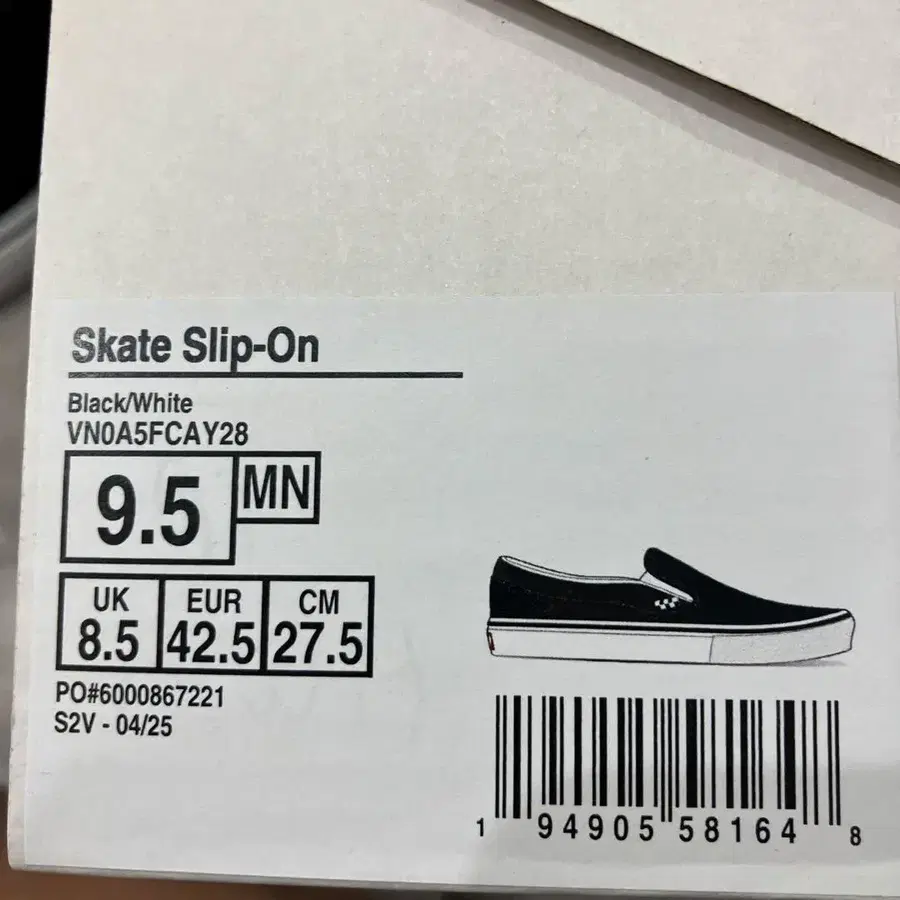 Skate Slip-On
Black/White
VN0A5FCAY28
9.5 MN
UK EUR CM
8.5 42.5 27.5
PO#6000867221
S2V - 04/25
1 94905 58164 8